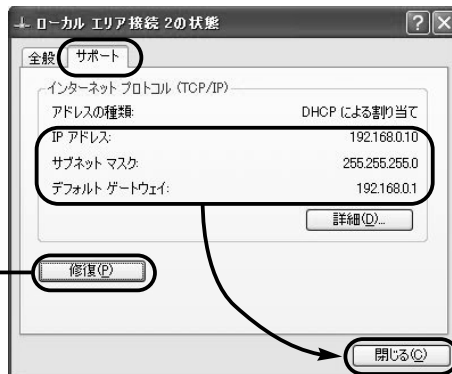 ローカル エリア接続 2の状態
全般 サポート
インターネット プロトコル (TCP/IP)
アドレスの種類: DHCP による割り当て
IP アドレス: 192.168.0.10
サブネット マスク: 255.255.255.0
デフォルト ゲートウェイ: 192.168.0.1
詳細(D)...
修復(P)
閉じる(C)